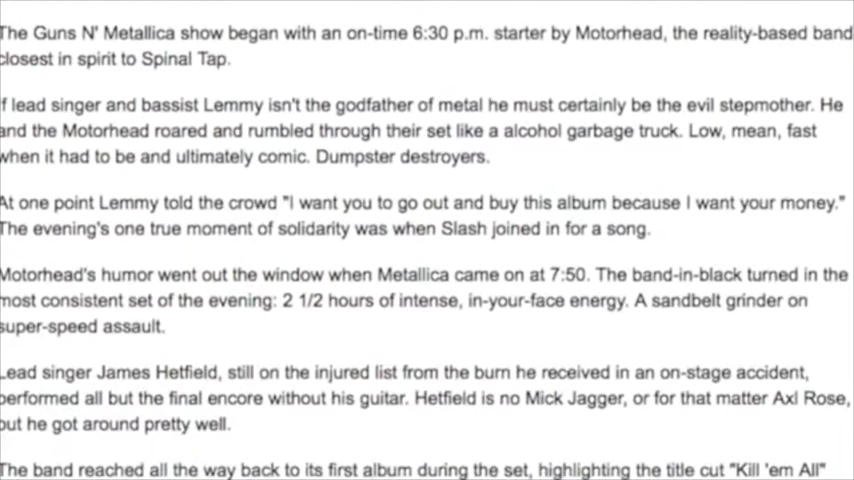 The Guns N' Metallica show began with an on-time 6:30 p.m. starter by Motorhead, the reality-based band
closest in spirit to Spinal Tap.
If lead singer and bassist Lemmy isn't the godfather of metal he must certainly be the evil stepmother. He
and the Motorhead roared and rumbled through their set like a alcohol garbage truck. Low, mean, fast
when it had to be and ultimately comic. Dumpster destroyers.
At one point Lemmy told the crowd "I want you to go out and buy this album because I want your money."
The evening's one true moment of solidarity was when Slash joined in for a song.
Motorhead's humor went out the window when Metallica came on at 7:50. The band-in-black turned in the
most consistent set of the evening: 2 1/2 hours of intense, in-your-face energy. A sandbelt grinder on
super-speed assault.
Lead singer James Hetfield, still on the injured list from the burn he received in an on-stage accident,
performed all but the final encore without his guitar. Hetfield is no Mick Jagger, or for that matter Axl Rose,
but he got around pretty well.
The band reached all the way back to its first album during the set, highlighting the title cut "Kill 'em All"